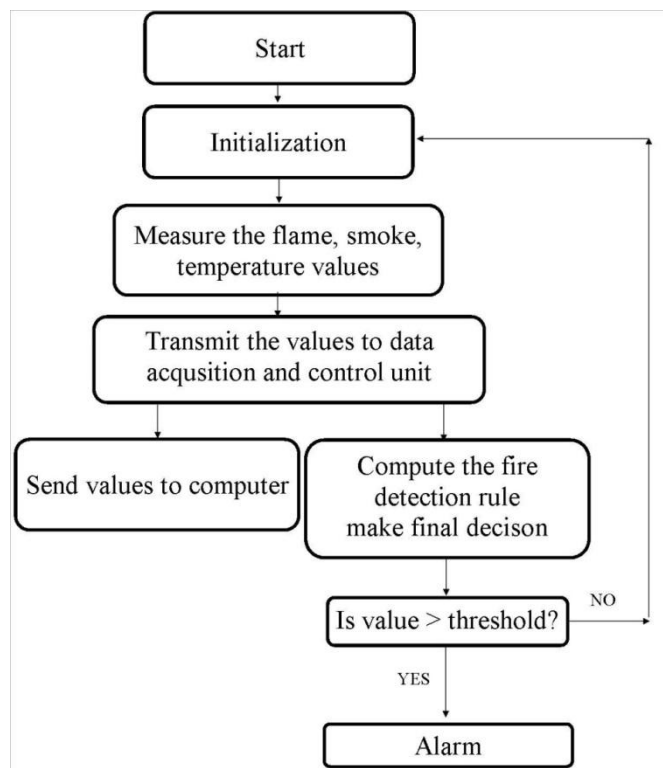 Start
Initialization
Measure the flame, smoke,
temperature values
Transmit the values to data
acqusition and control unit
Send values to computer
Compute the fire
detection rule
make final decison
Is value > threshold?
NO
YES
Alarm